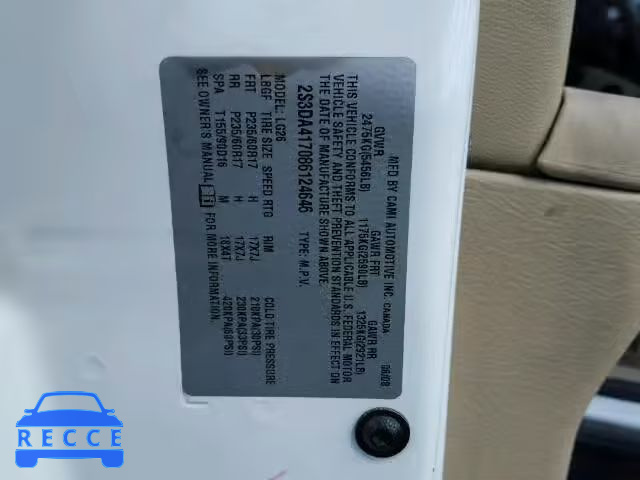 MFD BY CAMI AUTOMOTIVE INC. CANADA 06/08
GVWR GAWR FRT GAWR RR
2475KG(5456LB) 1175KG(2590LB) 1325KG(2921LB)
THIS VEHICLE CONFORMS TO ALL APPLICABLE U.S. FEDERAL MOTOR
VEHICLE SAFETY AND THEFT PREVENTION STANDARDS IN EFFECT ON
THE DATE OF MANUFACTURE SHOWN ABOVE.
2S3DA417086124646 TYPE: M.P.V.
MODEL: LG26
LRGF TIRE SIZE SPEED RTG RIM COLD TIRE PRESSURE
FRT P235/60R17 H 17X7J 210KPA(30PSI)
RR P235/60R17 H 17X7J 230KPA(33PSI)
SPA T155/90D16 M 16X4T 420KPA(60PSI)
SEE OWNER'S MANUAL FOR MORE INFORMATION.
RECCE